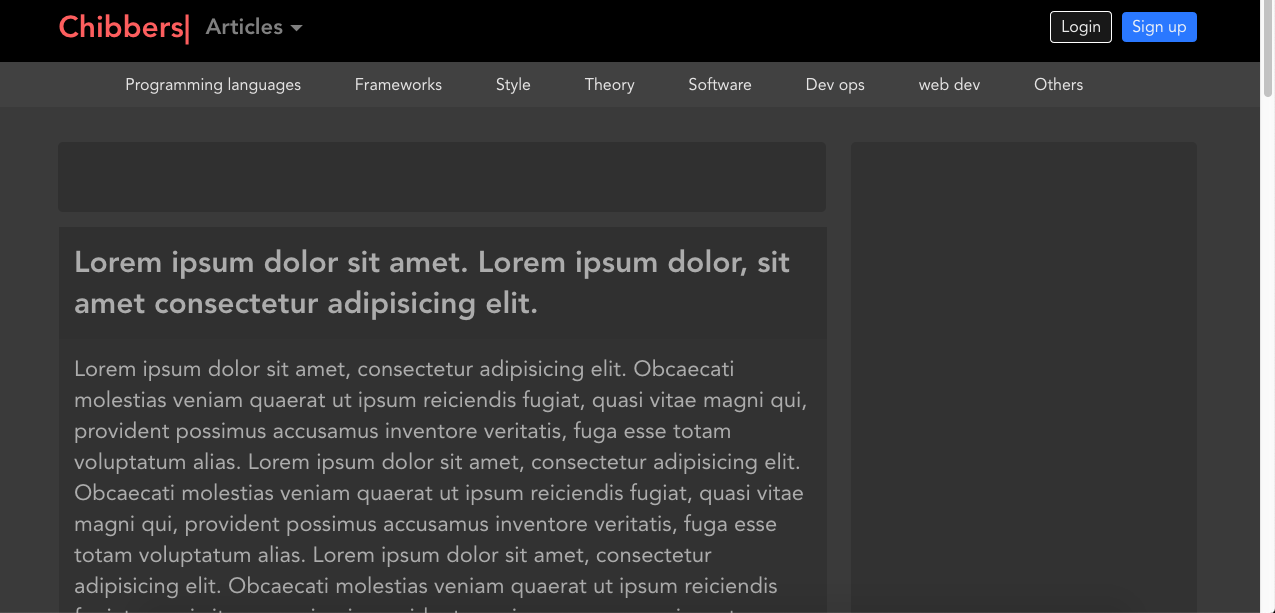 Chibbers| Articles Login Sign up
Programming languages Frameworks Style Theory Software Dev ops web dev Others
Lorem ipsum dolor sit amet. Lorem ipsum dolor, sit
amet consectetur adipisicing elit.
Lorem ipsum dolor sit amet, consectetur adipisicing elit. Obcaecati
molestias veniam quaerat ut ipsum reiciendis fugiat, quasi vitae magni qui,
provident possimus accusamus inventore veritatis, fuga esse totam
voluptatum alias. Lorem ipsum dolor sit amet, consectetur adipisicing elit.
Obcaecati molestias veniam quaerat ut ipsum reiciendis fugiat, quasi vitae
magni qui, provident possimus accusamus inventore veritatis, fuga esse
totam voluptatum alias. Lorem ipsum dolor sit amet, consectetur
adipisicing elit. Obcaecati molestias veniam quaerat ut ipsum reiciendis